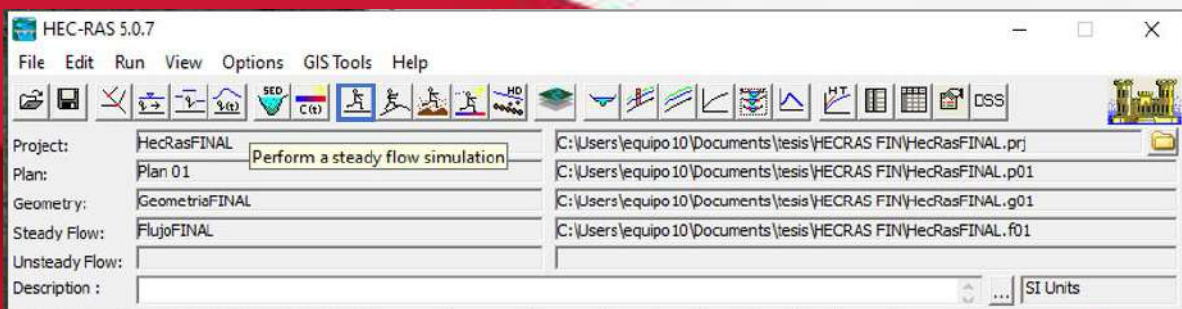 HEC-RAS 5.0.7
File Edit Run View Options GIS Tools Help
SED C(t) HD HT DSS
Project: HecRasFINAL C:\Users\equipo10\Documents\tesis\HECRAS FIN\HecRasFINAL.prj
Perform a steady flow simulation
Plan: Plan 01 C:\Users\equipo10\Documents\tesis\HECRAS FIN\HecRasFINAL.p01
Geometry: GeometriaFINAL C:\Users\equipo10\Documents\tesis\HECRAS FIN\HecRasFINAL.g01
Steady Flow: FlujoFINAL C:\Users\equipo10\Documents\tesis\HECRAS FIN\HecRasFINAL.f01
Unsteady Flow:
Description : ... SI Units